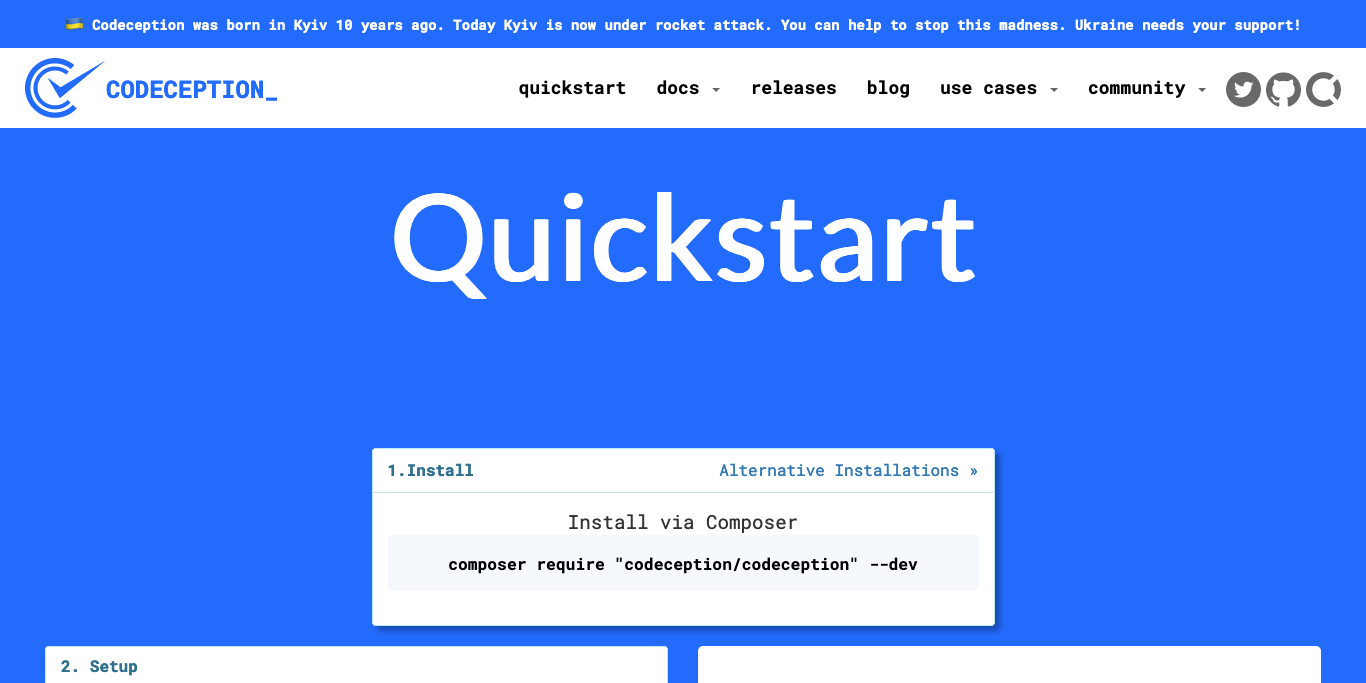 🇺🇦 Codeception was born in Kyiv 10 years ago. Today Kyiv is now under rocket attack. You can help to stop this madness. Ukraine needs your support!
CODECEPTION_
quickstart docs releases blog use cases community
Quickstart
1.Install
Alternative Installations »
Install via Composer
composer require "codeception/codeception" --dev
2. Setup